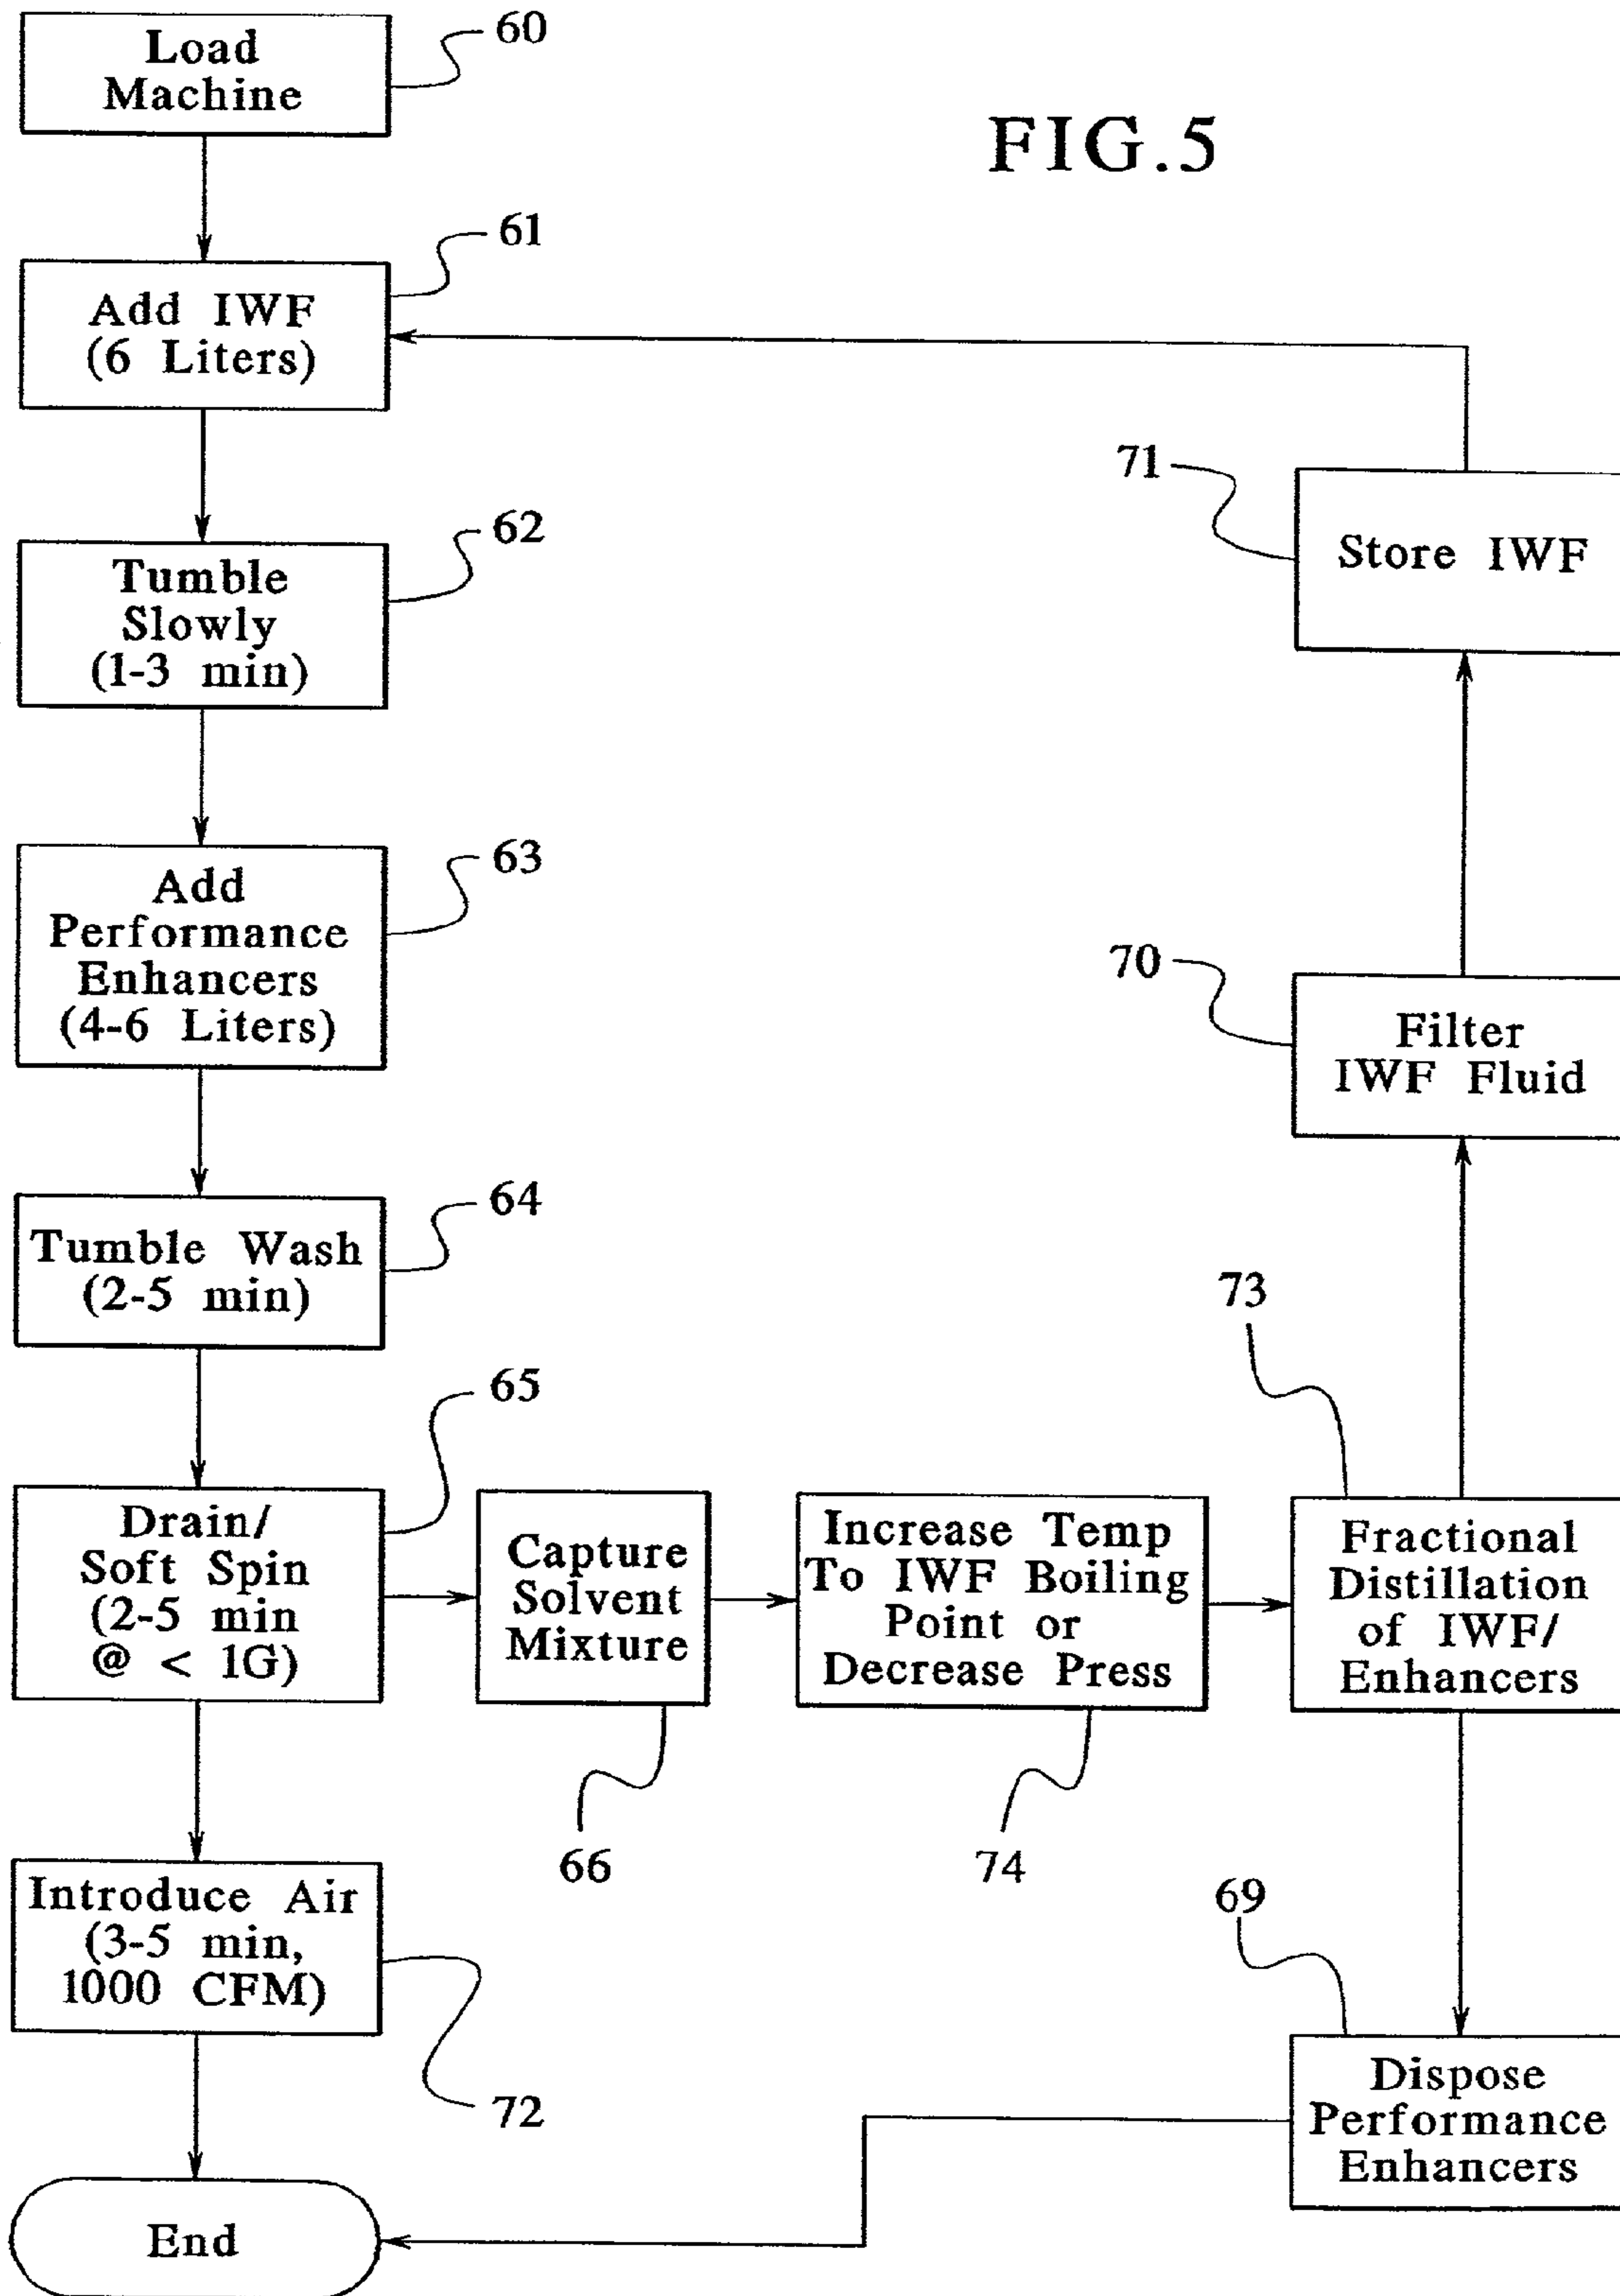 FIG.5
Load
Machine
60
Add IWF
(6 Liters)
61
Tumble
Slowly
(1-3 min)
62
Add
Performance
Enhancers
(4-6 Liters)
63
Tumble Wash
(2-5 min)
64
Drain/
Soft Spin
(2-5 min
@ < 1G)
65
Capture
Solvent
Mixture
66
Increase Temp
To IWF Boiling
Point or
Decrease Press
74
Fractional
Distillation
of IWF/
Enhancers
73
Filter
IWF Fluid
70
Store IWF
71
Dispose
Performance
Enhancers
69
Introduce Air
(3-5 min,
1000 CFM)
72
End